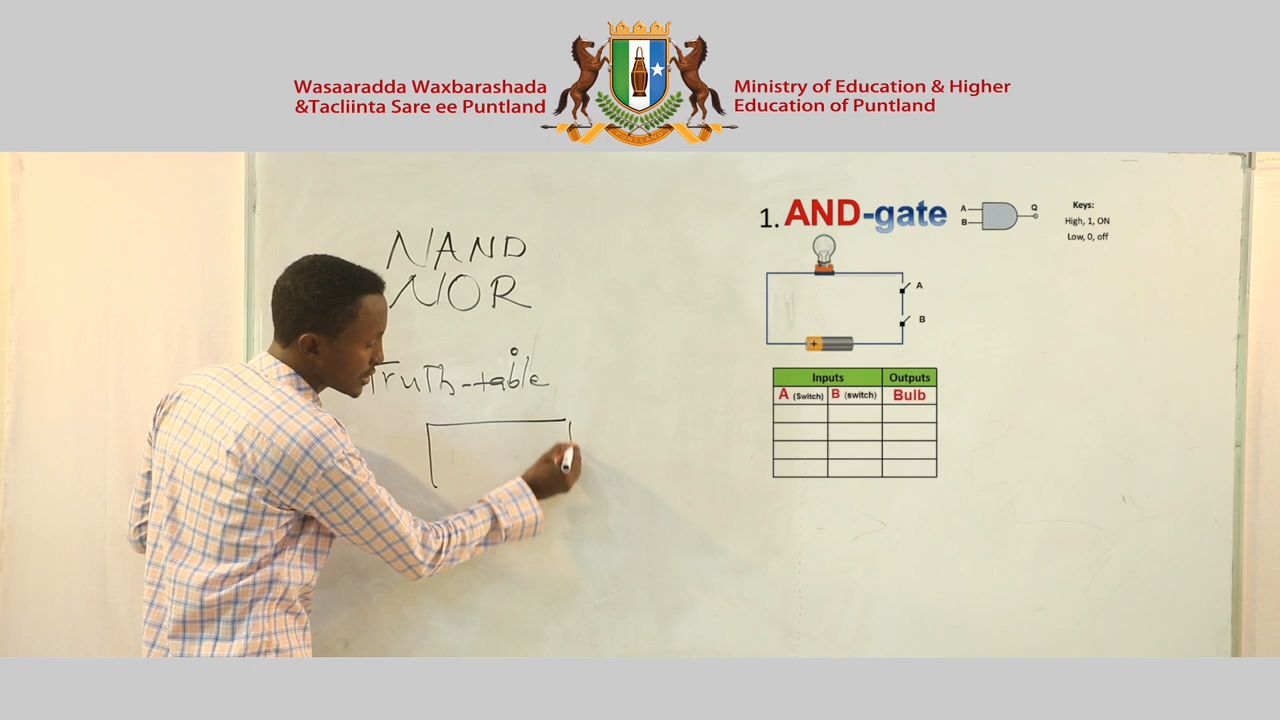 Wasaaradda Waxbarashada
&Tacliinta Sare ee Puntland
PUNTLAND
Ministry of Education & Higher
Education of Puntland
NAND
NOR
Truth-table
1. AND-gate
A
B
Q
Keys:
High, 1, ON
Low, 0, off
A
B
+
Inputs Outputs
A (Switch) B (switch) Bulb